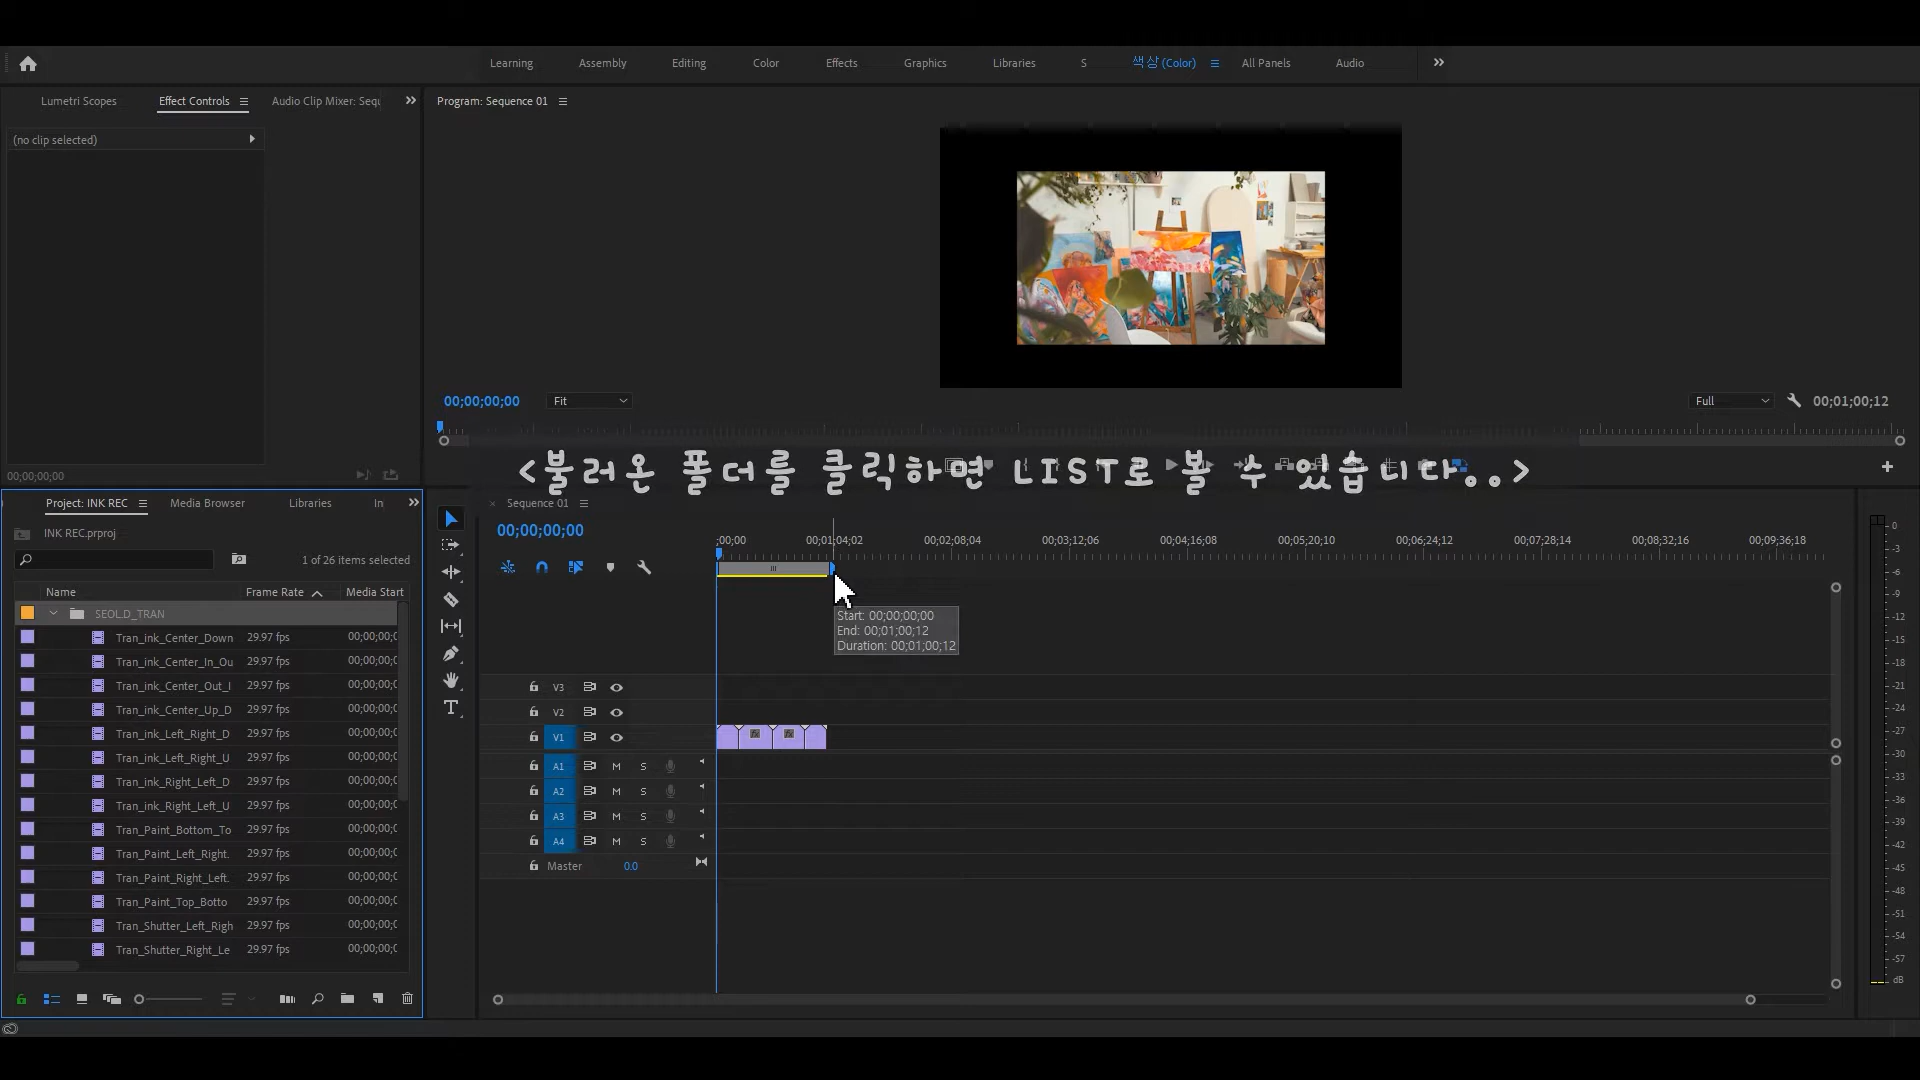 Learning Assembly Editing Color Effects Graphics Libraries S 색상 (Color) All Panels Audio
Lumetri Scopes Effect Controls Audio Clip Mixer: Sequ
(no clip selected)
00;00;00;00
Program: Sequence 01
00;00;00;00 Fit Full 00;01;00;12
<불러온 폴더를 클릭하면 LIST로 볼 수 있습니다..>
Project: INK REC Media Browser Libraries In
INK REC.prproj
1 of 26 items selected
Name Frame Rate Media Start
SEOL.D_TRAN
Tran_ink_Center_Down 29.97 fps 00;00;00;0
Tran_ink_Center_In_Ou 29.97 fps 00;00;00;0
Tran_ink_Center_Out_I 29.97 fps 00;00;00;0
Tran_ink_Center_Up_D 29.97 fps 00;00;00;0
Tran_ink_Left_Right_D 29.97 fps 00;00;00;0
Tran_ink_Left_Right_U 29.97 fps 00;00;00;0
Tran_ink_Right_Left_D 29.97 fps 00;00;00;0
Tran_ink_Right_Left_U 29.97 fps 00;00;00;0
Tran_Paint_Bottom_To 29.97 fps 00;00;00;0
Tran_Paint_Left_Right. 29.97 fps 00;00;00;0
Tran_Paint_Right_Left. 29.97 fps 00;00;00;0
Tran_Paint_Top_Botto 29.97 fps 00;00;00;0
Tran_Shutter_Left_Righ 29.97 fps 00;00;00;0
Tran_Shutter_Right_Le 29.97 fps 00;00;00;0
Sequence 01
00;00;00;00
;00;00 00;01;04;02 00;02;08;04 00;03;12;06 00;04;16;08 00;05;20;10 00;06;24;12 00;07;28;14 00;08;32;16 00;09;36;18
Start: 00;00;00;00
End: 00;01;00;12
Duration: 00;01;00;12
V3
V2
V1 fx fx
A1 M S
A2 M S
A3 M S
A4 M S
Master 0.0
0
-3
-6
-9
-12
-15
-18
-21
-24
-27
-30
-33
-36
-39
-42
-45
-48
-51
-54
-57
dB